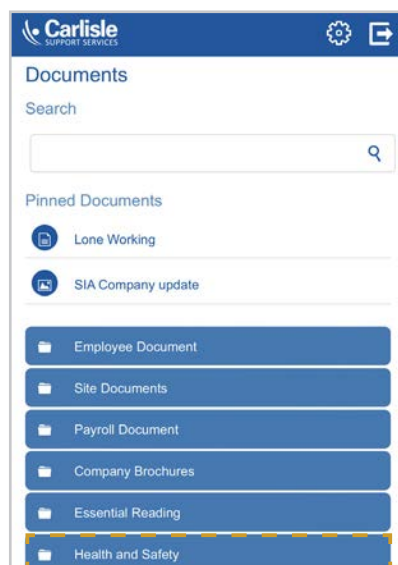 Carlisle
SUPPORT SERVICES
Documents
Search
Pinned Documents
Lone Working
SIA Company update
Employee Document
Site Documents
Payroll Document
Company Brochures
Essential Reading
Health and Safety